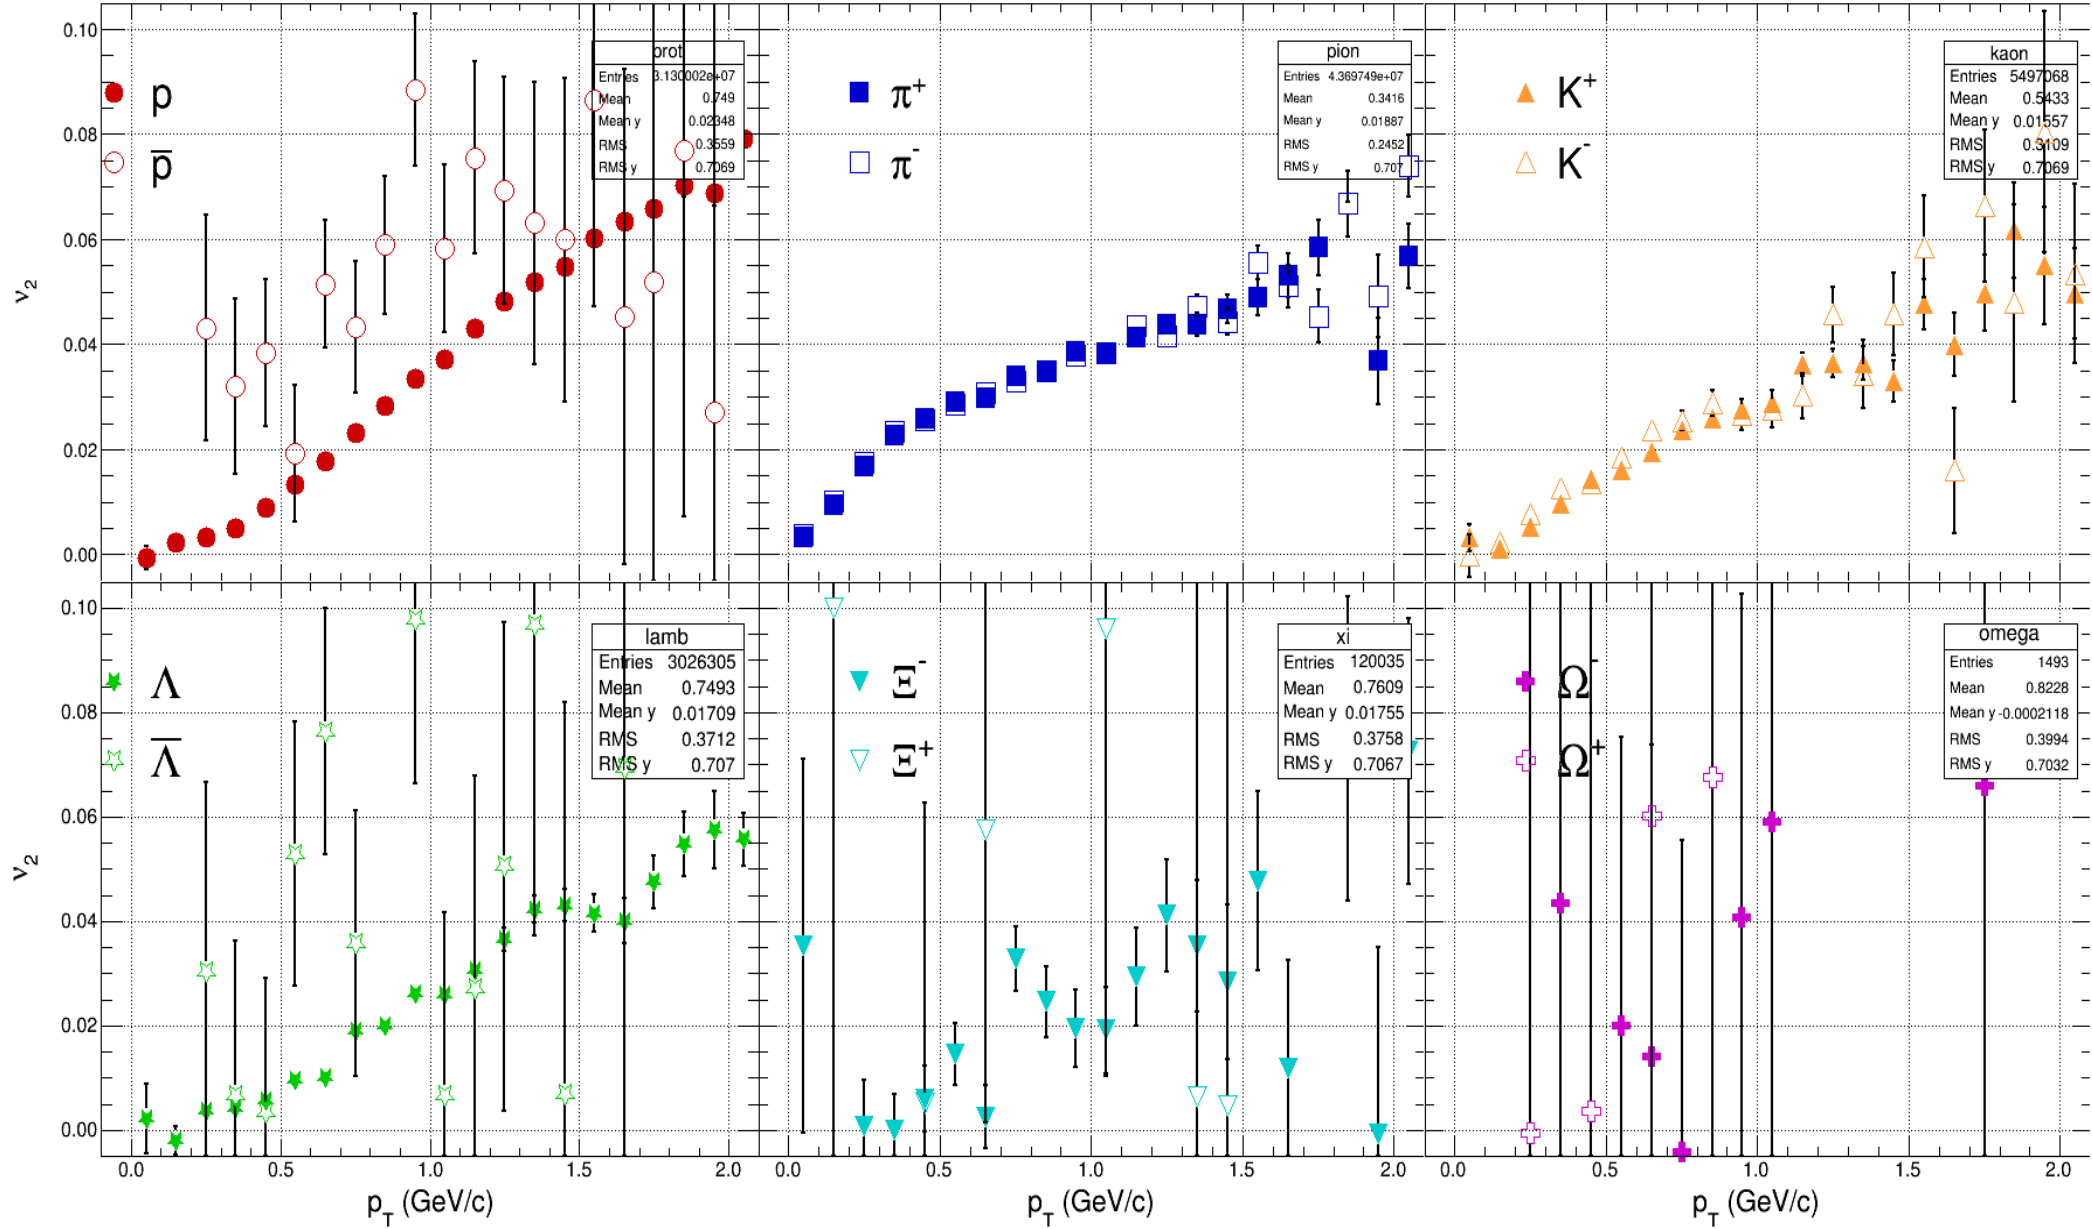 prot
Entries 3.130002e+07
Mean 0.749
Mean y 0.02348
RMS 0.3559
RMS y 0.7069
p
p̅
0.10
0.08
0.06
0.04
0.02
0.00
ν₂
pion
Entries 4.369749e+07
Mean 0.3416
Mean y 0.01887
RMS 0.2452
RMS y 0.707
π⁺
π⁻
kaon
Entries 5497068
Mean 0.5433
Mean y 0.01557
RMS 0.3109
RMS y 0.7069
K⁺
K⁻
lamb
Entries 3026305
Mean 0.7493
Mean y 0.01709
RMS 0.3712
RMS y 0.707
Λ
Λ̅
0.10
0.08
0.06
0.04
0.02
0.00
ν₂
0.0 0.5 1.0 1.5 2.0
p_T (GeV/c)
xi
Entries 120035
Mean 0.7609
Mean y 0.01755
RMS 0.3758
RMS y 0.7067
Ξ⁻
Ξ⁺
0.0 0.5 1.0 1.5 2.0
p_T (GeV/c)
omega
Entries 1493
Mean 0.8228
Mean y -0.0002118
RMS 0.3994
RMS y 0.7032
Ω⁻
Ω⁺
0.0 0.5 1.0 1.5 2.0
p_T (GeV/c)